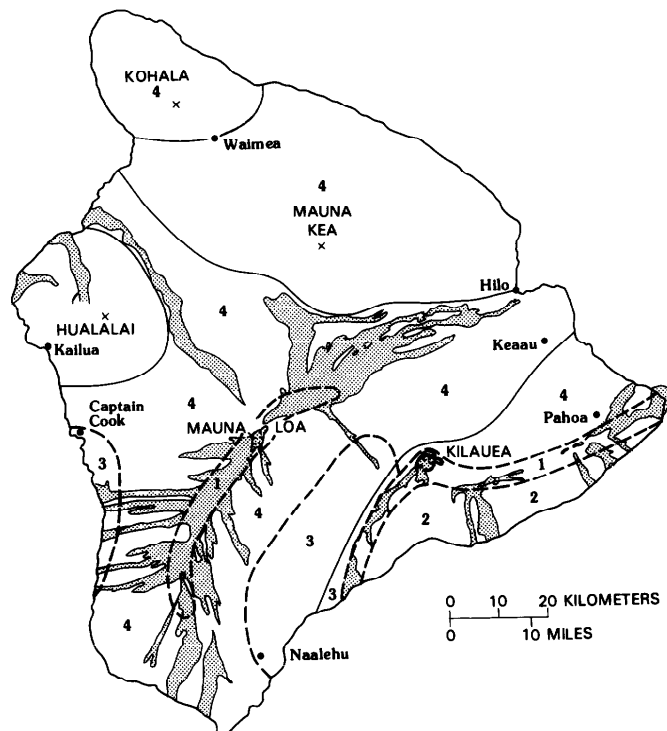 KOHALA
4
Waimea
4
MAUNA
KEA
Hilo
4
HUALALAI
Kailua
Keaau
4
4
Captain
Cook
4
MAUNA LOA
Pahoa
KILAUEA
3
1
1
4
2
2
3
3
4
0 10 20 KILOMETERS
0 10 MILES
Naalehu